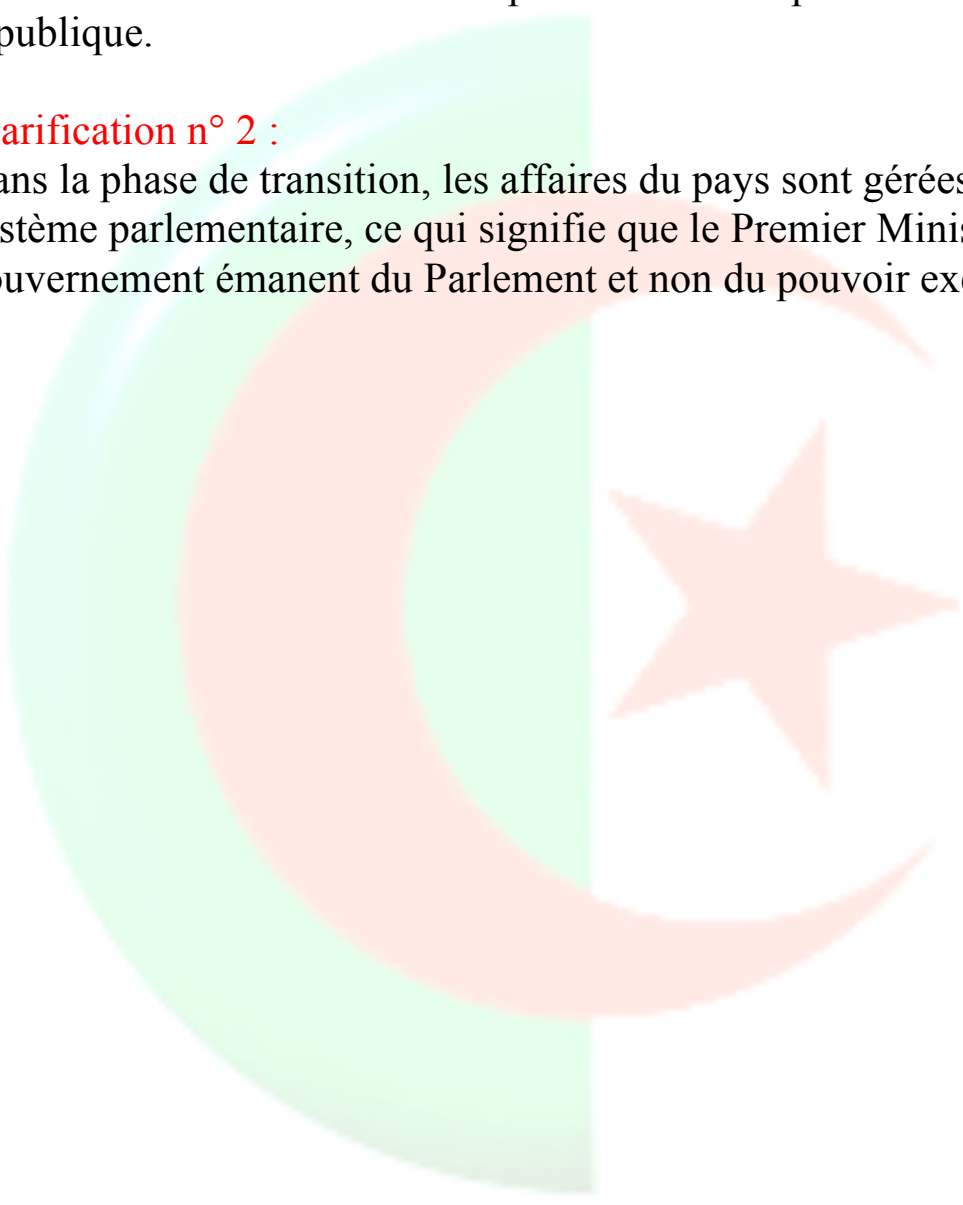 publique.
arification n° 2 :
ans la phase de transition, les affaires du pays sont gérées
stème parlementaire, ce qui signifie que le Premier Minis
uvernement émanent du Parlement et non du pouvoir exé